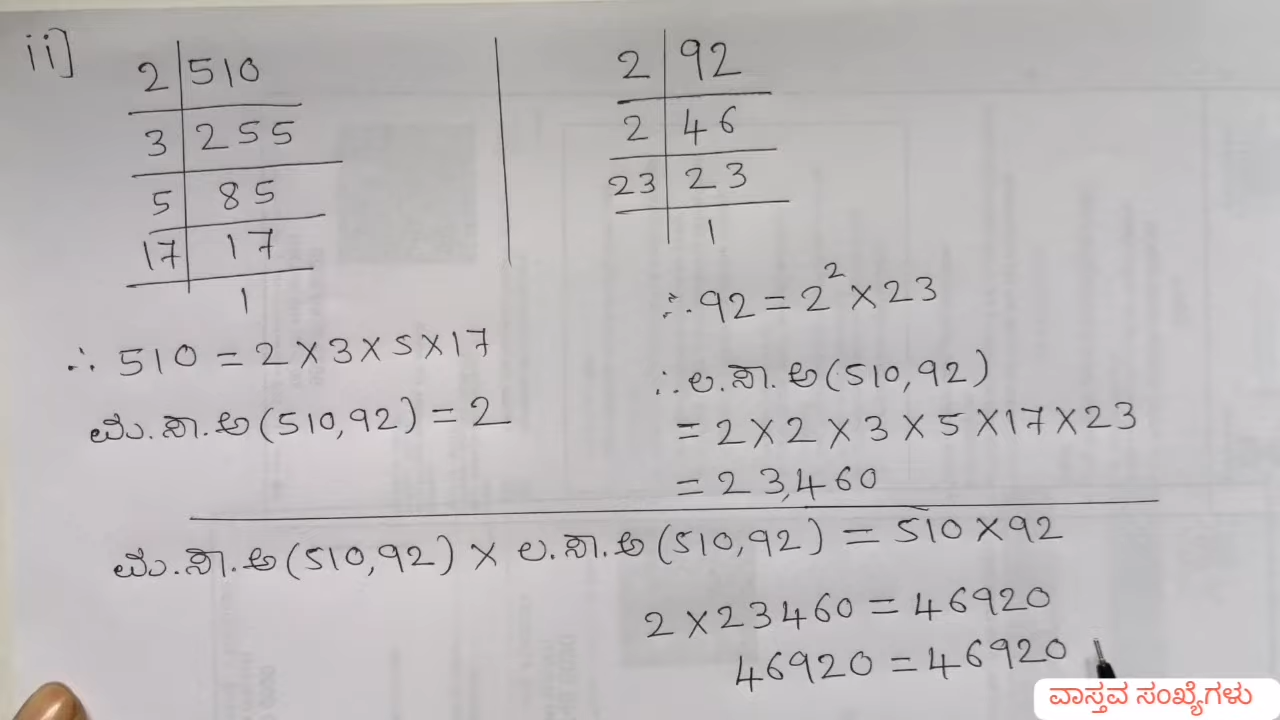 ii]
2 | 510
3 | 255
5 | 85
17 | 17
1
∴ 510 = 2 × 3 × 5 × 17
ಮ.ಸಾ.ಅ (510, 92) = 2
2 | 92
2 | 46
23 | 23
1
∴ 92 = 2² × 23
∴ ಲ.ಸಾ.ಅ (510, 92)
= 2 × 2 × 3 × 5 × 17 × 23
= 23,460
ಮ.ಸಾ.ಅ (510, 92) × ಲ.ಸಾ.ಅ (510, 92) = 510 × 92
2 × 23460 = 46920
46920 = 46920
ವಾಸ್ತವ ಸಂಖ್ಯೆಗಳು